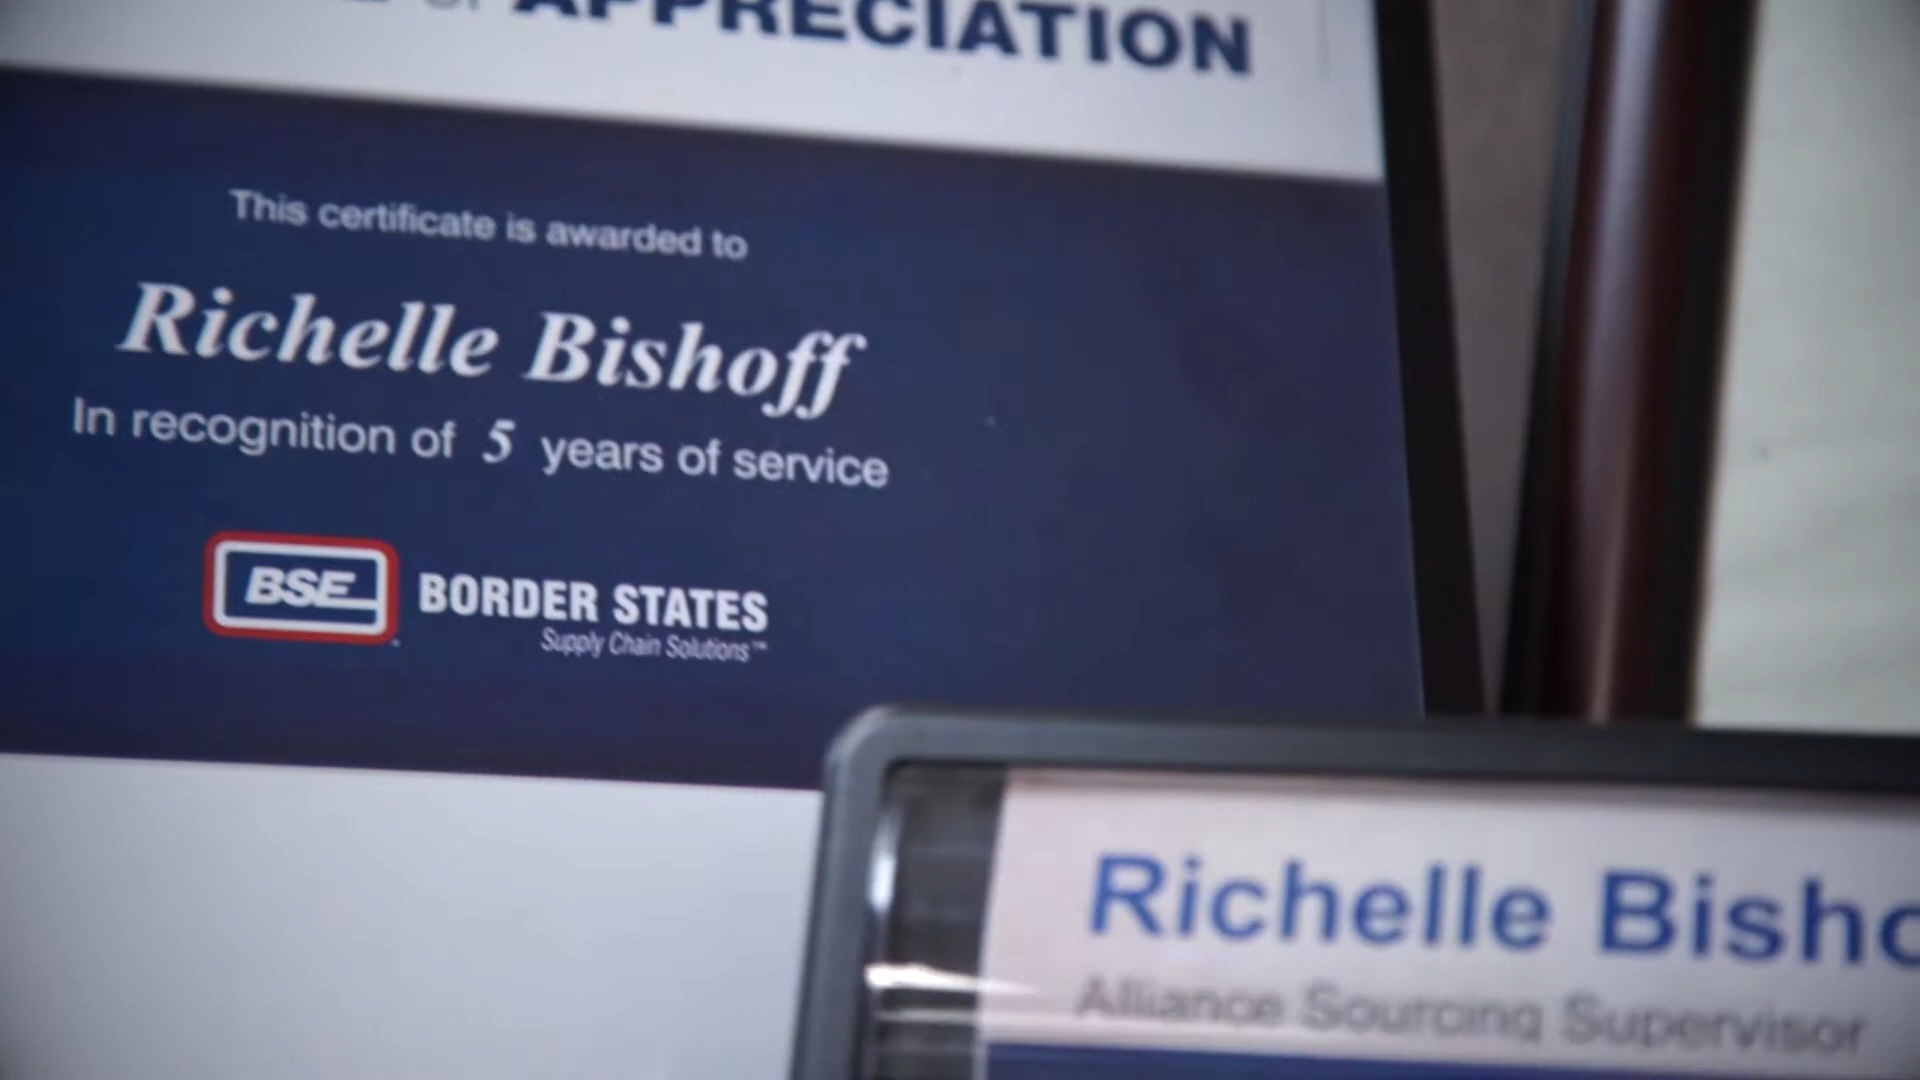 OF APPRECIATION
This certificate is awarded to
Richelle Bishoff
In recognition of 5 years of service
BSE BORDER STATES
Supply Chain Solutions™
Richelle Bisho
Alliance Sourcing Supervisor